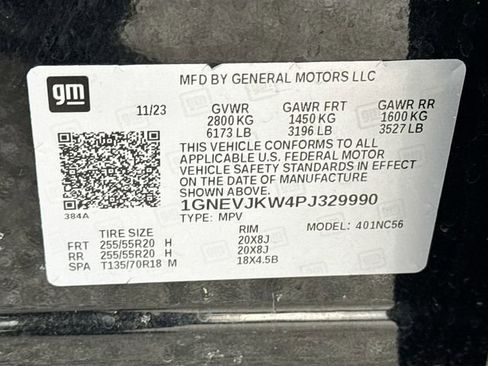 gm
MFD BY GENERAL MOTORS LLC
11/23 GVWR GAWR FRT GAWR RR
2800 KG 1450 KG 1600 KG
6173 LB 3196 LB 3527 LB
THIS VEHICLE CONFORMS TO ALL
APPLICABLE U.S. FEDERAL MOTOR
VEHICLE SAFETY STANDARDS IN EFFECT
ON THE DATE OF MANUFACTURE
SHOWN ABOVE.
384A
1GNEVJKW4PJ329990
TYPE: MPV MODEL: 401NC56
TIRE SIZE RIM
FRT 255/55R20 H 20X8J
RR 255/55R20 H 20X8J
SPA T135/70R18 M 18X4.5B